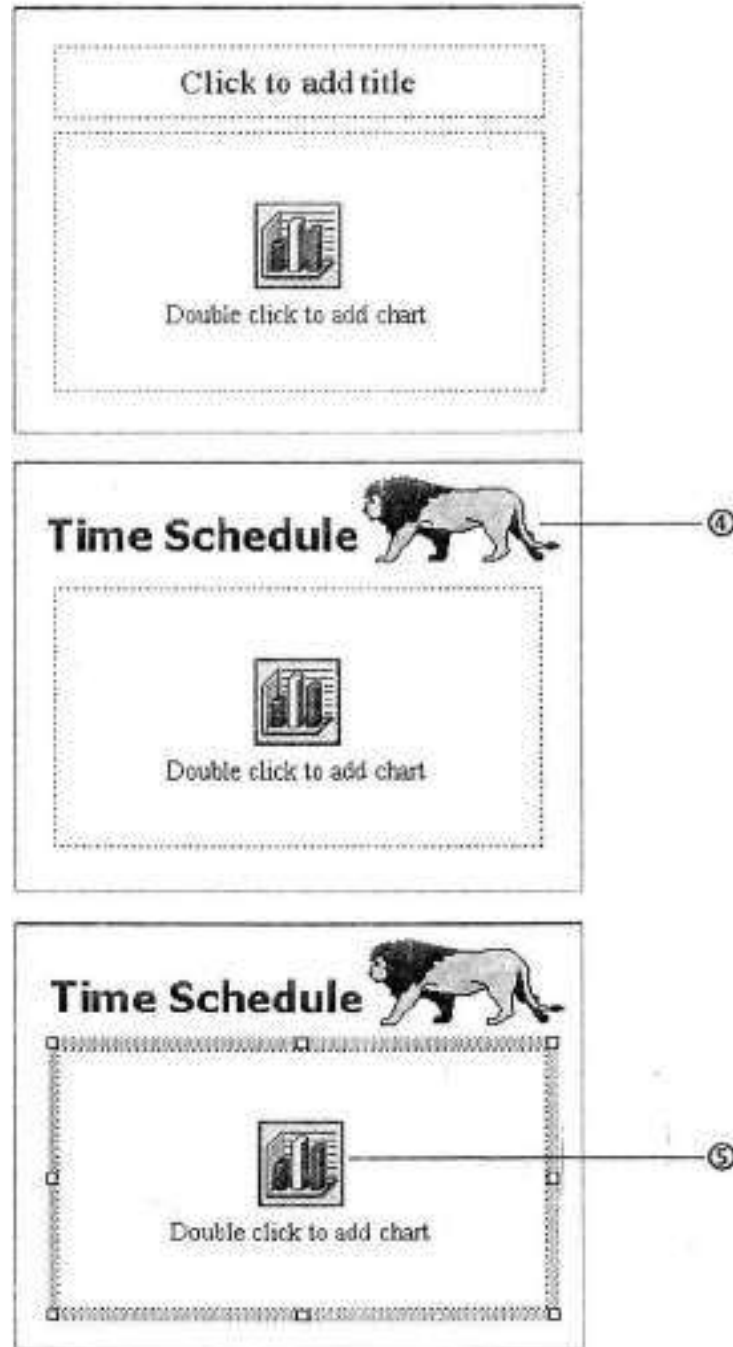 Click to add title
Double click to add chart
Time Schedule
④
Double click to add chart
Time Schedule
⑤
Double click to add chart